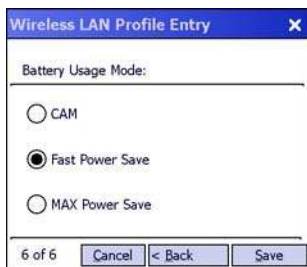 Wireless LAN Profile Entry
Battery Usage Mode:
CAM
Fast Power Save
MAX Power Save
6 of 6 Cancel < Back Save